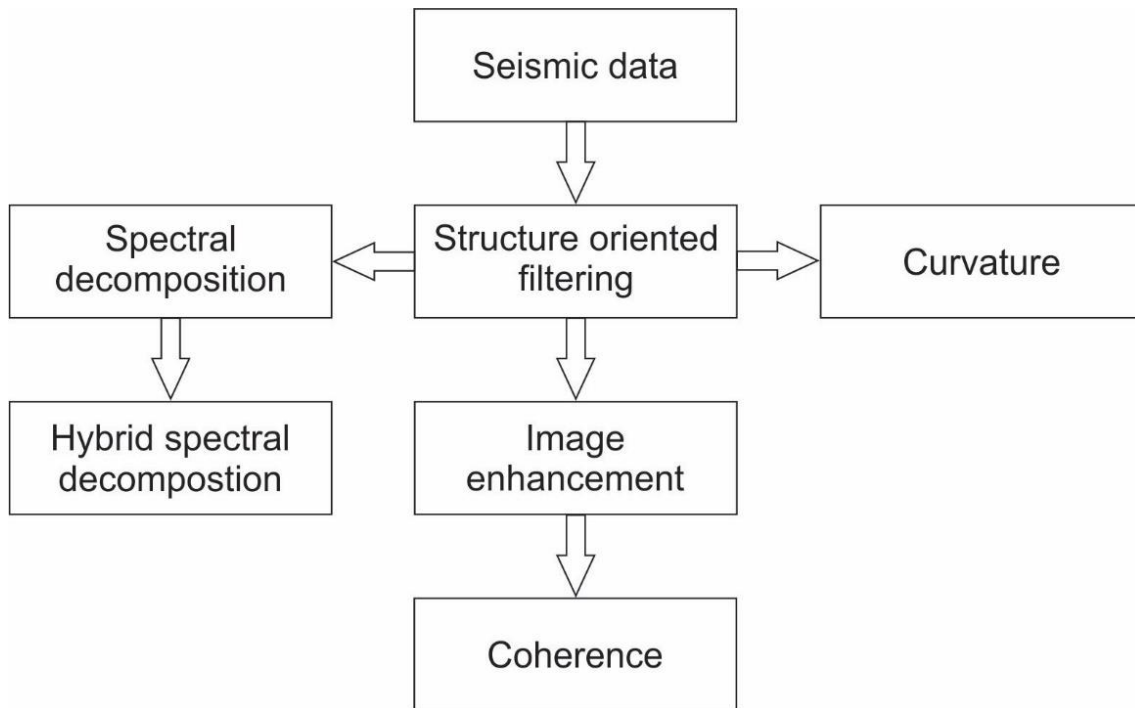 Seismic data
Spectral
decomposition
Structure oriented
filtering
Curvature
Hybrid spectral
decompostion
Image
enhancement
Coherence